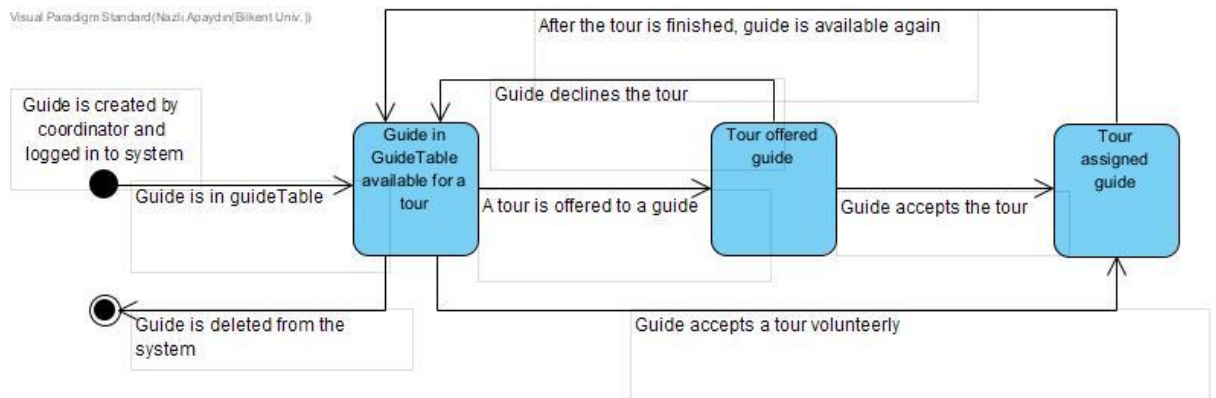 Visual Paradigm Standard(Nazlı Apaydın(Bilkent Univ.))
After the tour is finished, guide is available again
Guide declines the tour
Guide is created by
coordinator and
logged in to system
Guide in
GuideTable
available for a
tour
Tour offered
guide
Tour
assigned
guide
Guide is in guideTable
A tour is offered to a guide
Guide accepts the tour
Guide is deleted from the
system
Guide accepts a tour volunteerly